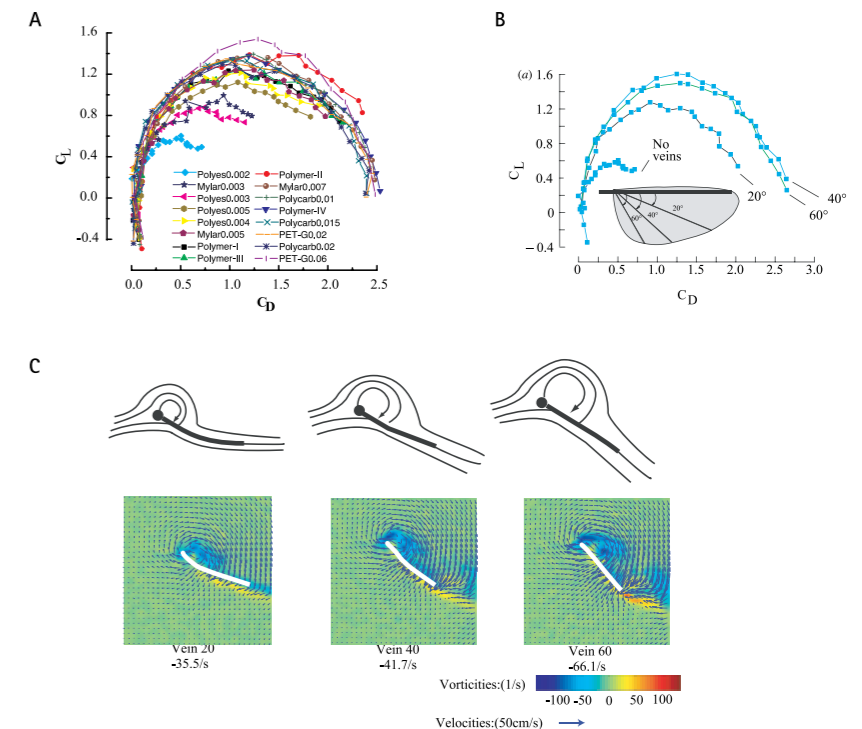 A
1.6
1.2
0.8
0.4
0.0
-0.4
C_L
Polyes0.002
Mylar0.003
Polyes0.003
Polyes0.005
Polyes0.004
Mylar0.005
Polymer-I
Polymer-III
Polymer-II
Mylar0.007
Polycarb0.01
Polymer-IV
Polycarb0,015
PET-G0,02
Polycarb0.02
PET-G0.06
0.0 0.5 1.0 1.5 2.0 2.5
C_D
B
(a)
1.6
1.2
0.8
0.4
0
−0.4
C_L
No
veins
20°
40°
60°
60°
40°
20°
0 0.5 1.0 1.5 2.0 2.5 3.0
C_D
C
Vein 20
-35.5/s
Vein 40
-41.7/s
Vein 60
-66.1/s
Vorticities:(1/s)
-100 -50 0 50 100
Velocities:(50cm/s)